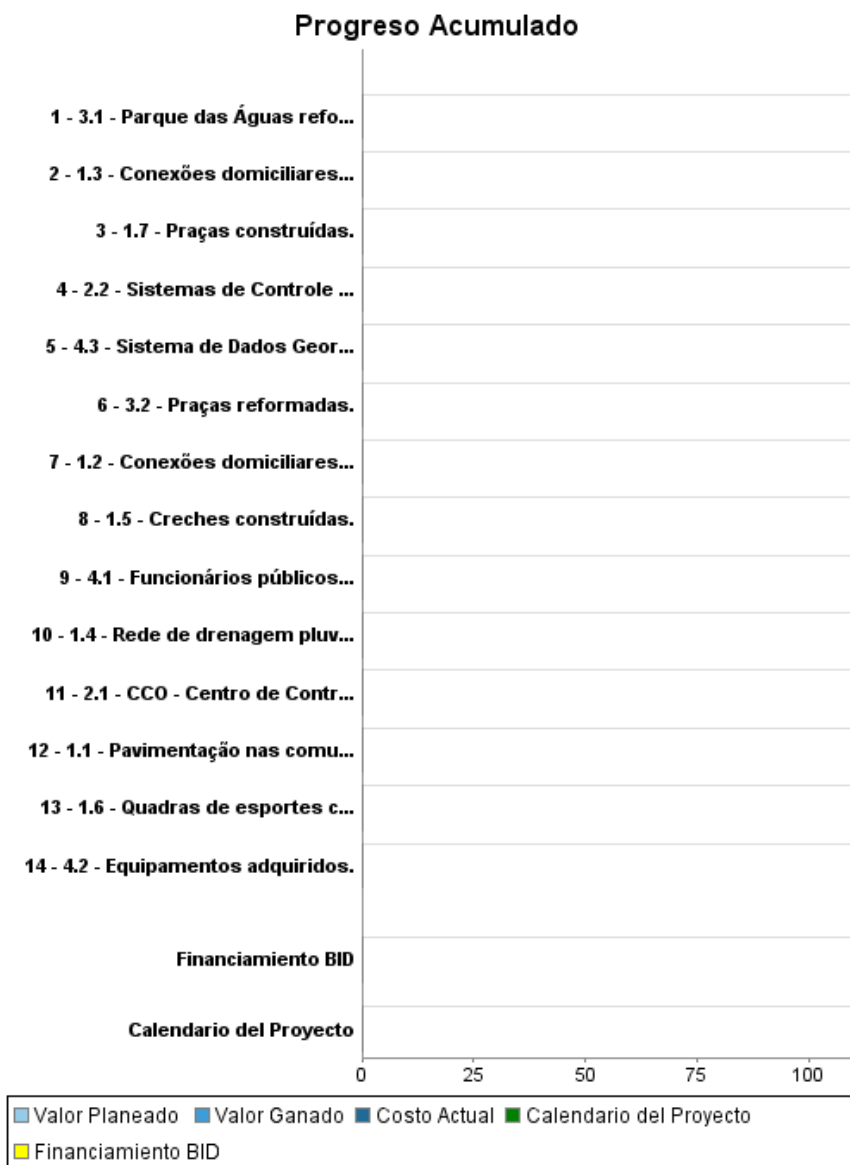 Progreso Acumulado
1 - 3.1 - Parque das Águas refo...
2 - 1.3 - Conexões domiciliares...
3 - 1.7 - Praças construídas.
4 - 2.2 - Sistemas de Controle ...
5 - 4.3 - Sistema de Dados Geor...
6 - 3.2 - Praças reformadas.
7 - 1.2 - Conexões domiciliares...
8 - 1.5 - Creches construídas.
9 - 4.1 - Funcionários públicos...
10 - 1.4 - Rede de drenagem pluv...
11 - 2.1 - CCO - Centro de Contr...
12 - 1.1 - Pavimentação nas comu...
13 - 1.6 - Quadras de esportes c...
14 - 4.2 - Equipamentos adquiridos.
Financiamiento BID
Calendario del Proyecto
0 25 50 75 100
Valor Planeado Valor Ganado Costo Actual Calendario del Proyecto
Financiamiento BID